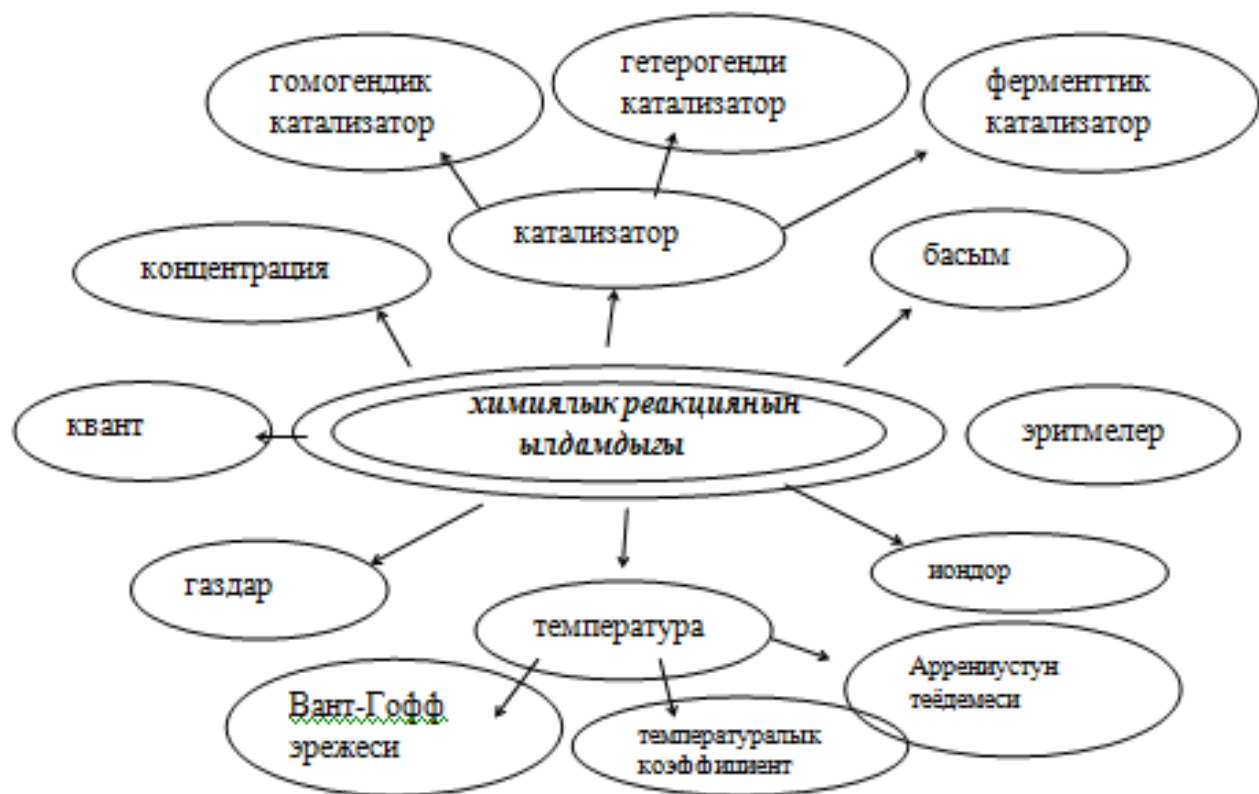 гомогендик
катализатор
гетерогенди
катализатор
ферменттик
катализатор
катализатор
концентрация
басым
химиялык реакциянын
ылдамдыгы
квант
эритмелер
газдар
иондор
температура
Вант-Гофф
эрежеси
температуралык
коэффициент
Аррениустун
теёдемеси